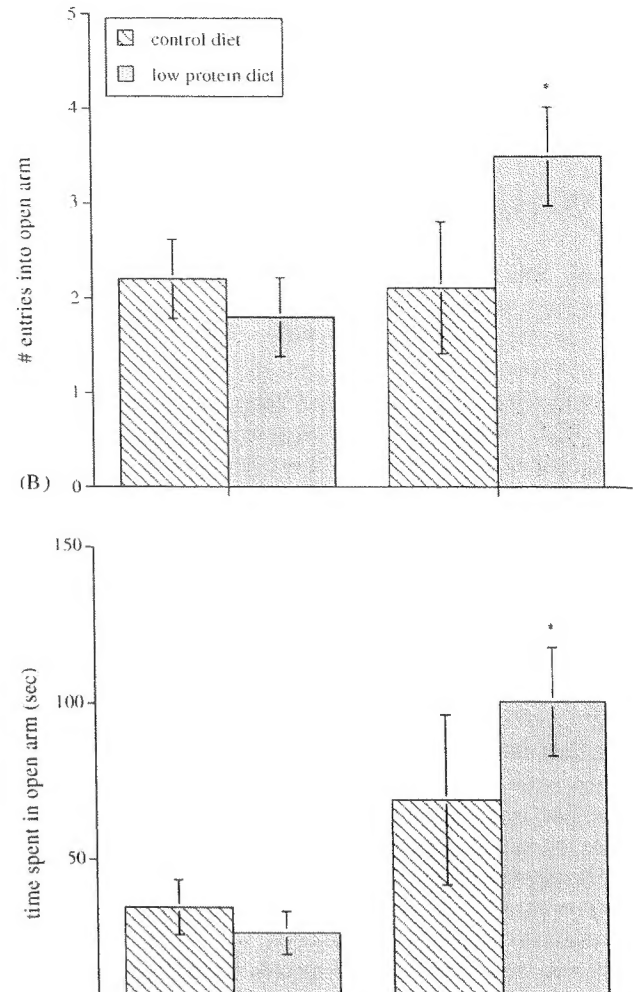 5
control diet
low protein diet
4
*
3
# entries into open arm
2
1
(B)
0
150
*
100
time spent in open arm (sec)
50